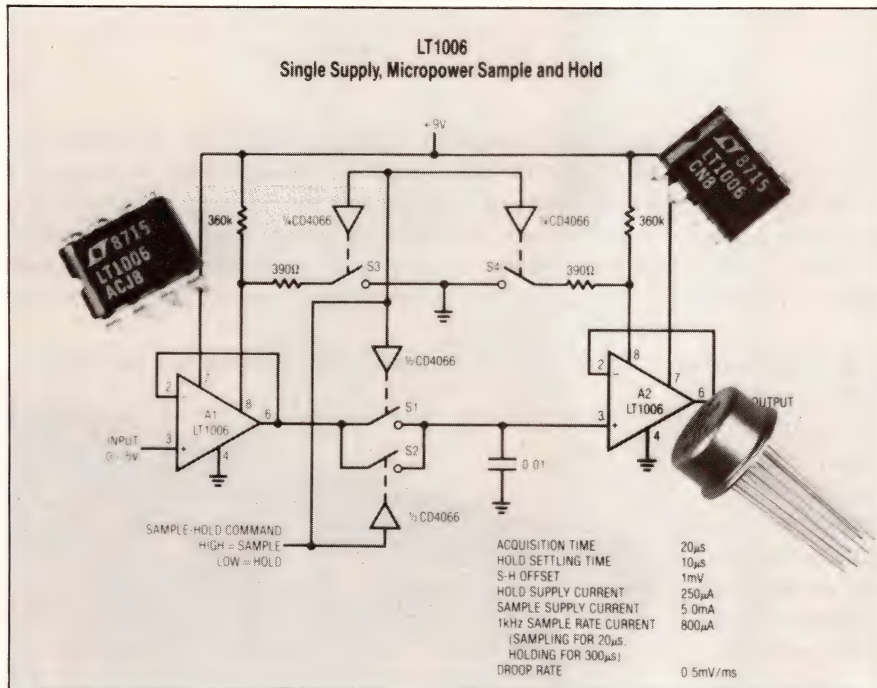 LT1006
Single Supply, Micropower Sample and Hold
+9V
8715
LT1006
ACJ8
8715
LT1006
CN8
360k
¼CD4066
¼CD4066
360k
390Ω
S3
S4
390Ω
½CD4066
2
7
8
6
A1
LT1006
3
4
INPUT
S1
S2
½CD4066
0.01
2
8
7
6
A2
LT1006
3
4
OUTPUT
SAMPLE-HOLD COMMAND
HIGH = SAMPLE
LOW = HOLD
ACQUISITION TIME 20µs
HOLD SETTLING TIME 10µs
S-H OFFSET 1mV
HOLD SUPPLY CURRENT 250µA
SAMPLE SUPPLY CURRENT 5.0mA
1kHz SAMPLE RATE CURRENT 800µA
(SAMPLING FOR 20µs,
HOLDING FOR 300µs)
DROOP RATE 0.5mV/ms